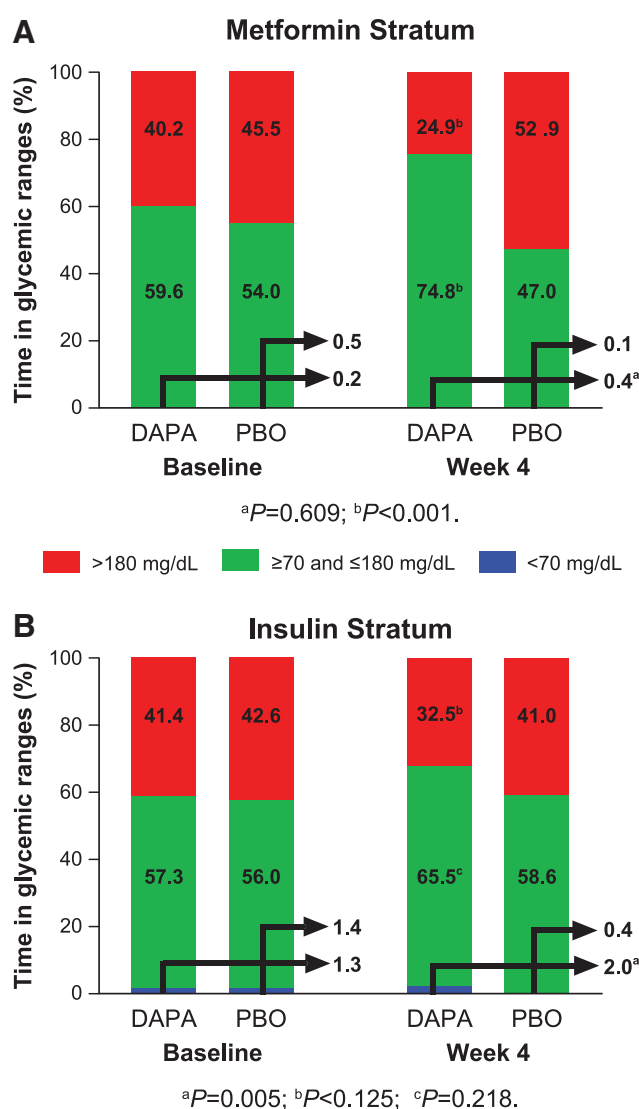 A
Metformin Stratum
Time in glycemic ranges (%)
100
80
60
40
20
0
40.2
45.5
24.9ᵇ
52 .9
59.6
54.0
74.8ᵇ
47.0
0.5
0.2
0.1
0.4ᵃ
DAPA PBO DAPA PBO
Baseline Week 4
ᵃP=0.609; ᵇP<0.001.
>180 mg/dL ≥70 and ≤180 mg/dL <70 mg/dL
B
Insulin Stratum
Time in glycemic ranges (%)
100
80
60
40
20
0
41.4
42.6
32.5ᵇ
41.0
57.3
56.0
65.5ᶜ
58.6
1.4
1.3
0.4
2.0ᵃ
DAPA PBO DAPA PBO
Baseline Week 4
ᵃP=0.005; ᵇP<0.125; ᶜP=0.218.